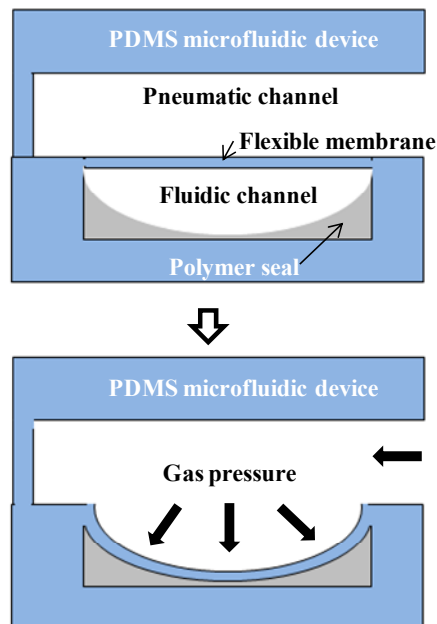 PDMS microfluidic device
Pneumatic channel
Flexible membrane
Fluidic channel
Polymer seal
PDMS microfluidic device
Gas pressure